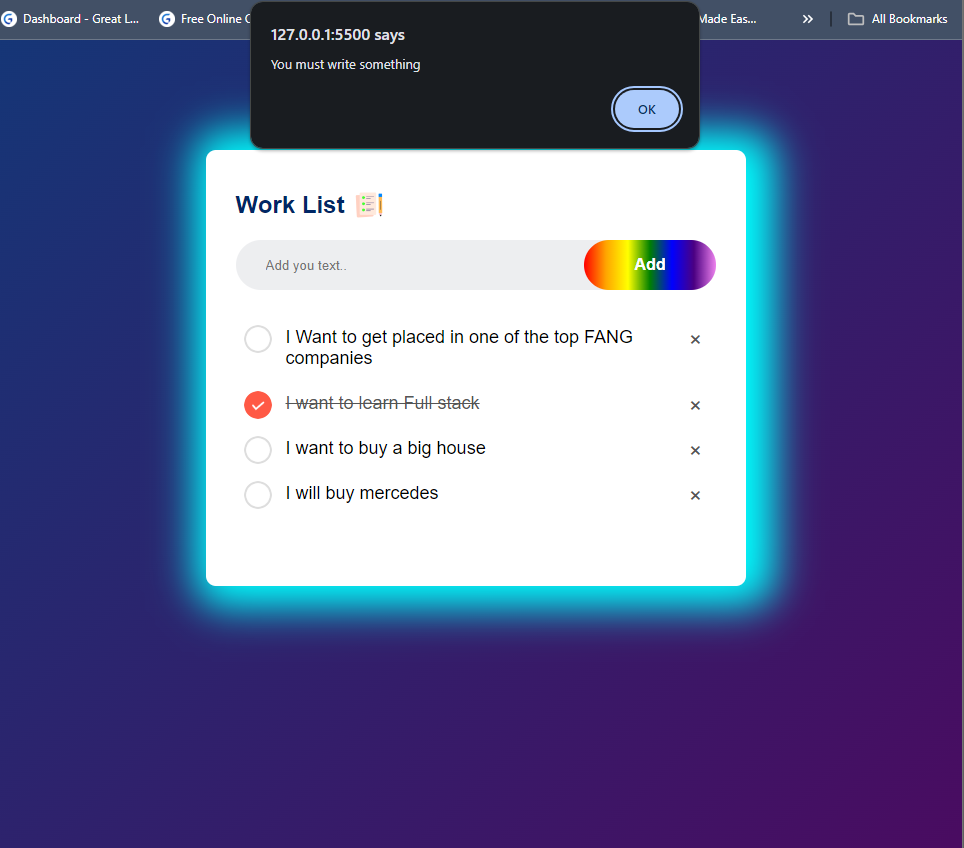 Dashboard - Great L...
Free Online
Made Eas...
All Bookmarks
127.0.0.1:5500 says
You must write something
OK
Work List
Add you text..
Add
I Want to get placed in one of the top FANG
companies
I want to learn Full stack
I want to buy a big house
I will buy mercedes